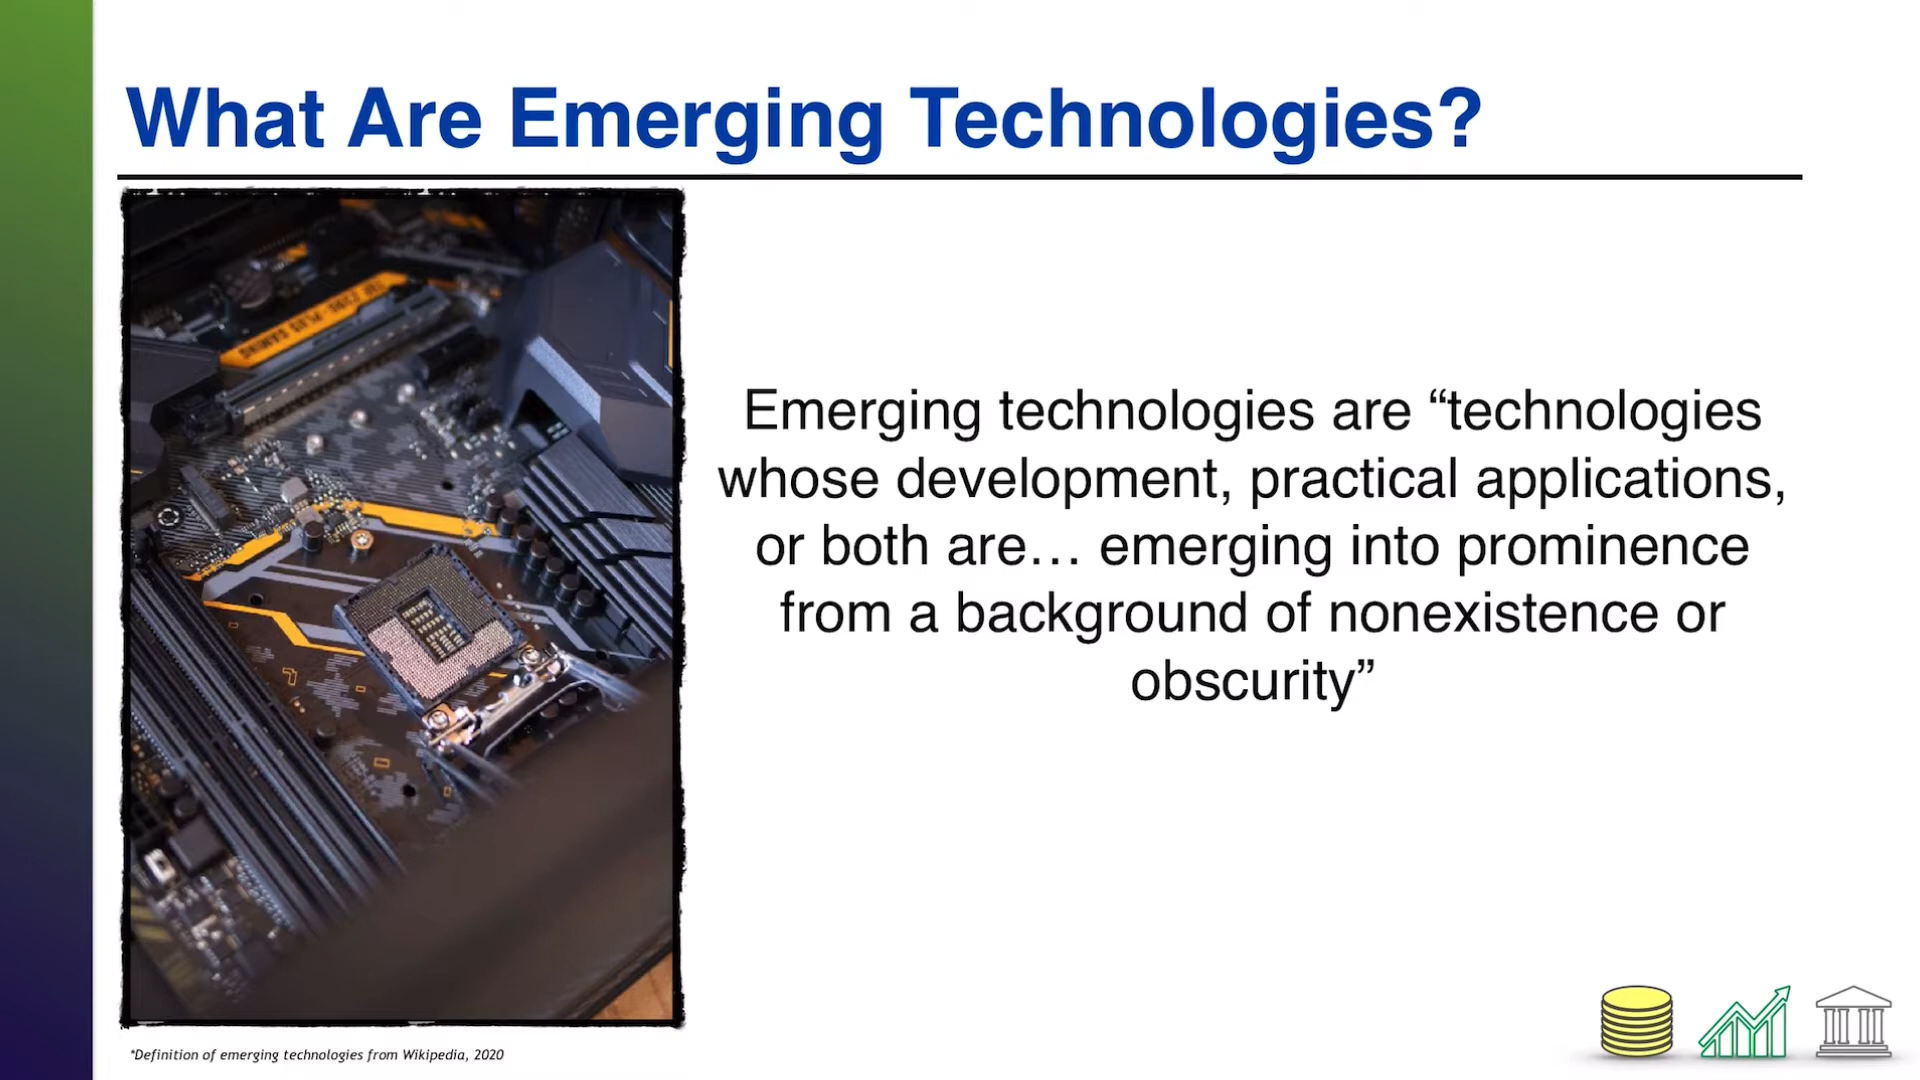 What Are Emerging Technologies?
Emerging technologies are “technologies
whose development, practical applications,
or both are… emerging into prominence
from a background of nonexistence or
obscurity”
*Definition of emerging technologies from Wikipedia, 2020